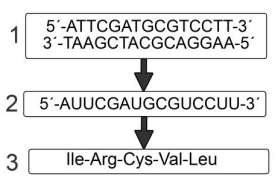 1
5´-ATTCGATGCGTCCTT-3´
3´-TAAGCTACGCAGGAA-5´
2 5´-AUUCGAUGCGUCCUU-3´
3 Ile-Arg-Cys-Val-Leu